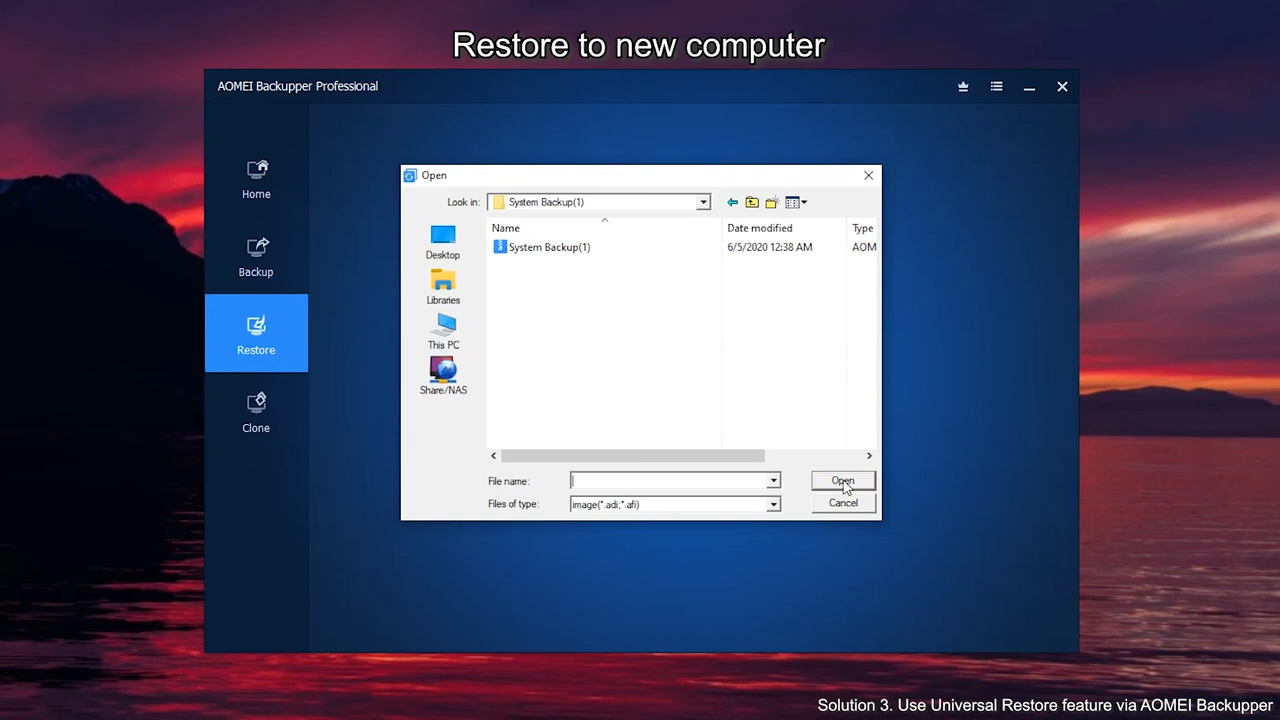 Restore to new computer
AOMEI Backupper Professional
Home
Backup
Restore
Clone
Open
Look in: System Backup(1)
Name Date modified Type
System Backup(1) 6/5/2020 12:38 AM AOM
Desktop
Libraries
This PC
Share/NAS
File name: Open
Files of type: image(*.adi;*.afi) Cancel
Solution 3. Use Universal Restore feature via AOMEI Backupper